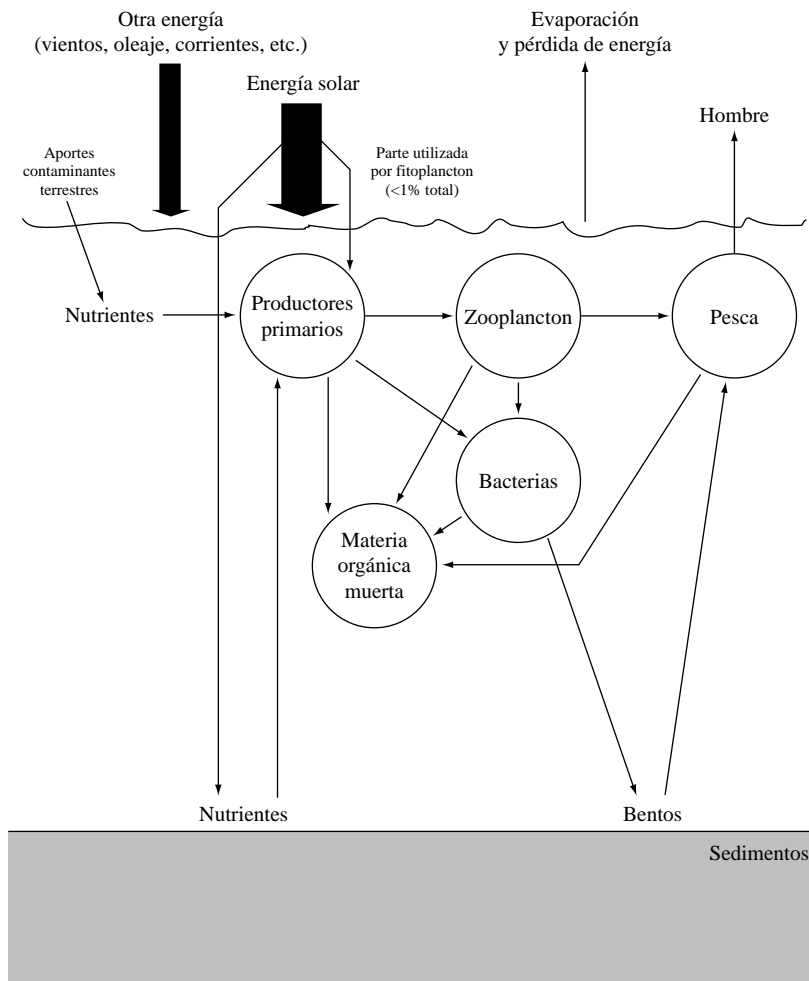 Otra energía
(vientos, oleaje, corrientes, etc.)
Evaporación
y pérdida de energía
Energía solar
Hombre
Aportes
contaminantes
terrestres
Parte utilizada
por fitoplancton
(<1% total)
Nutrientes
Productores
primarios
Zooplancton
Pesca
Bacterias
Materia
orgánica
muerta
Nutrientes
Bentos
Sedimentos